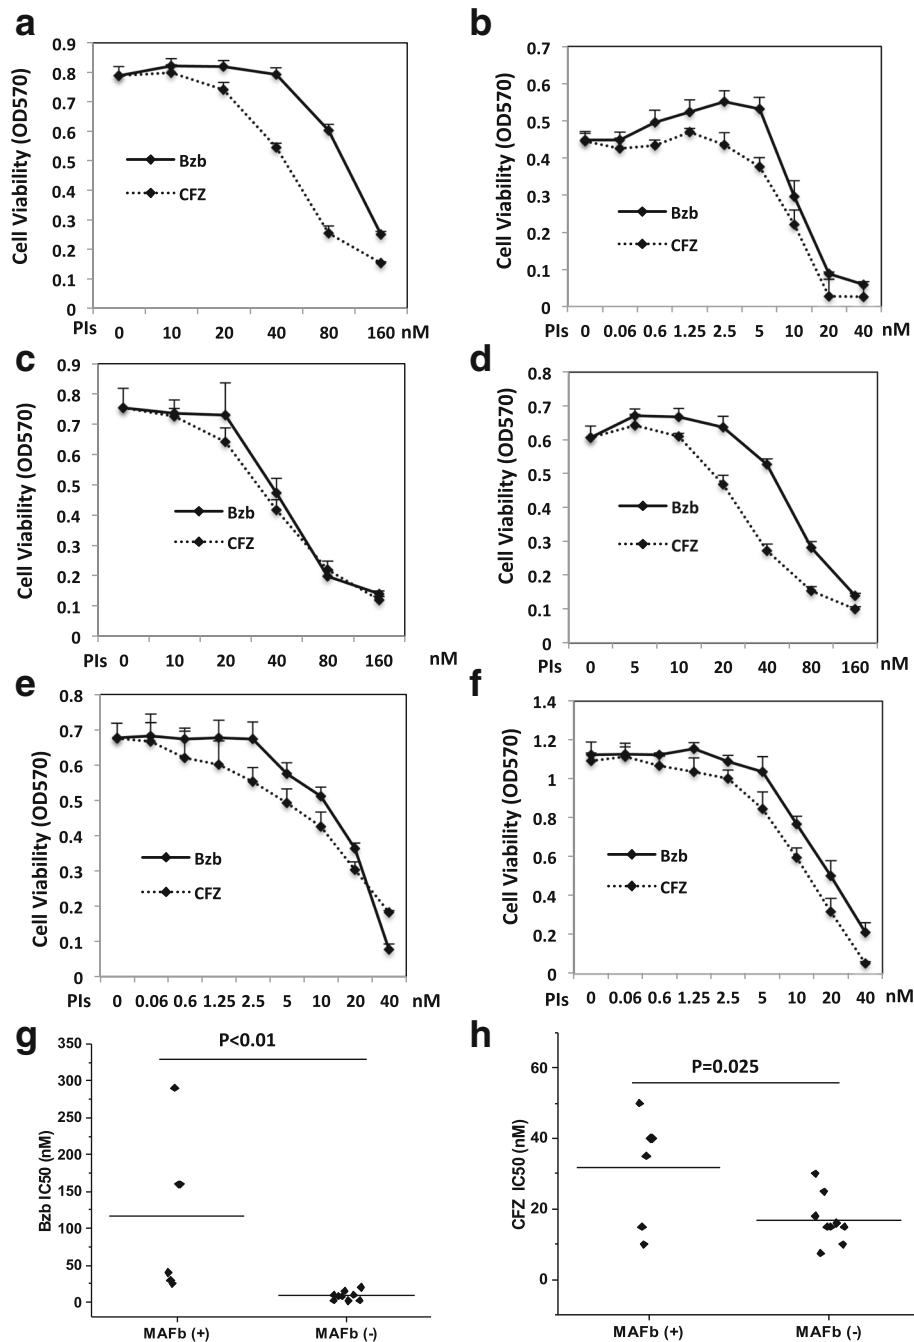 a
Cell Viability (OD570)
0.9
0.8
0.7
0.6
0.5
0.4
0.3
0.2
0.1
0
Bzb
CFZ
PIs 0 10 20 40 80 160 nM
b
Cell Viability (OD570)
0.7
0.6
0.5
0.4
0.3
0.2
0.1
0
Bzb
CFZ
PIs 0 0.06 0.6 1.25 2.5 5 10 20 40 nM
c
Cell Viability (OD570)
0.9
0.8
0.7
0.6
0.5
0.4
0.3
0.2
0.1
0
Bzb
CFZ
PIs 0 10 20 40 80 160 nM
d
Cell Viability (OD570)
0.8
0.7
0.6
0.5
0.4
0.3
0.2
0.1
0
Bzb
CFZ
PIs 0 5 10 20 40 80 160 nM
e
Cell Viability (OD570)
0.8
0.7
0.6
0.5
0.4
0.3
0.2
0.1
0
Bzb
CFZ
PIs 0 0.06 0.6 1.25 2.5 5 10 20 40 nM
f
Cell Viability (OD570)
1.4
1.2
1
0.8
0.6
0.4
0.2
0
Bzb
CFZ
PIs 0 0.06 0.6 1.25 2.5 5 10 20 40 nM
g
P<0.01
Bzb IC50 (nM)
350
300
250
200
150
100
50
0
MAFb (+) MAFb (-)
h
P=0.025
CFZ IC50 (nM)
60
40
20
0
MAFb (+) MAFb (-)